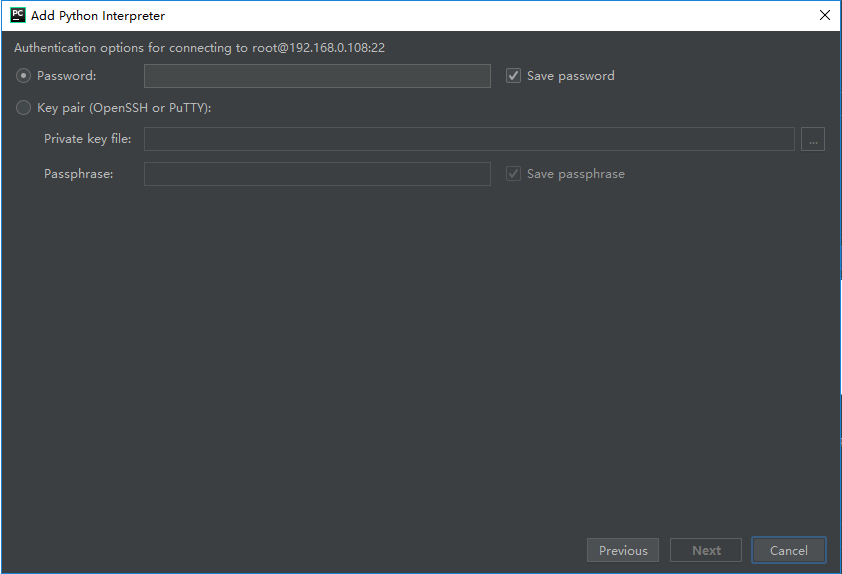 PC Add Python Interpreter
Authentication options for connecting to root@192.168.0.108:22
Password: Save password
Key pair (OpenSSH or PuTTY):
Private key file: ...
Passphrase: Save passphrase
Previous Next Cancel